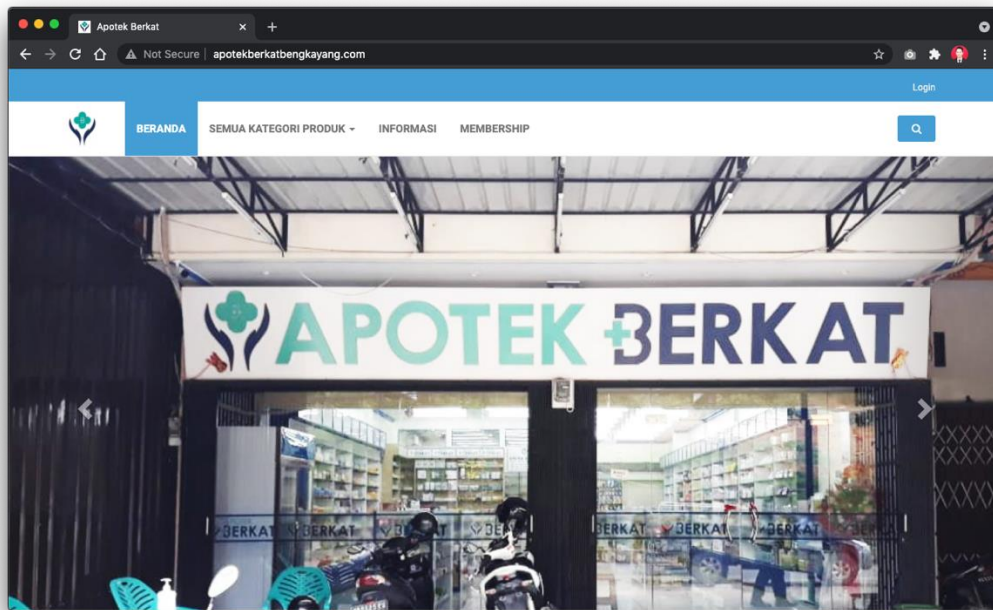 Apotek Berkat
Not Secure | apotekberkatbengkayang.com
Login
BERANDA SEMUA KATEGORI PRODUK INFORMASI MEMBERSHIP
APOTEK BERKAT
BERKAT BERKAT BERKAT BERKAT BERKAT